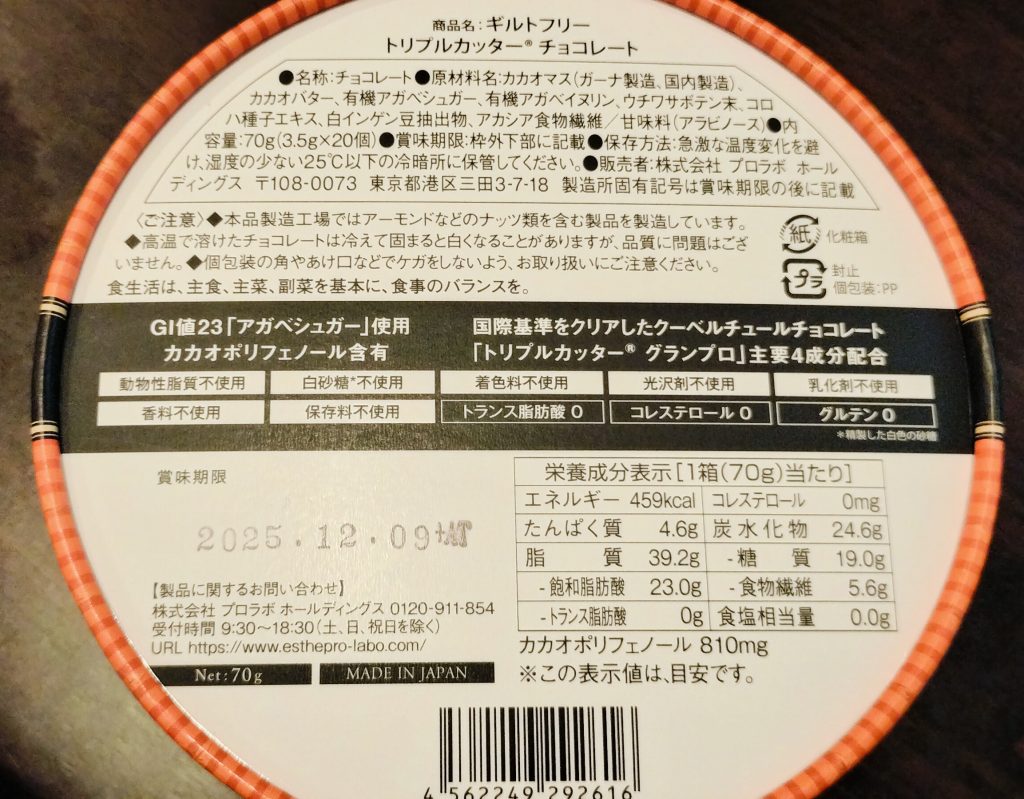 商品名:ギルトフリー
トリプルカッター® チョコレート
●名称:チョコレート●原材料名:カカオマス(ガーナ製造、国内製造)、
カカオバター、有機アガベシュガー、有機アガベイヌリン、ウチワサボテン末、コロ
ハ種子エキス、白インゲン豆抽出物、アカシア食物繊維/甘味料(アラビノース)●内
容量:70g(3.5g×20個)●賞味期限:枠外下部に記載●保存方法:急激な温度変化を避
け、湿度の少ない25℃以下の冷暗所に保管してください。●販売者:株式会社 プロラボ ホール
ディングス 〒108-0073 東京都港区三田3-7-18 製造所固有記号は賞味期限の後に記載
〈ご注意〉◆本品製造工場ではアーモンドなどのナッツ類を含む製品を製造しています。
◆高温で溶けたチョコレートは冷えて固まると白くなることがありますが、品質に問題はござ
いません。◆個包装の角やあけ口などでケガをしないよう、お取り扱いにご注意ください。
食生活は、主食、主菜、副菜を基本に、食事のバランスを。
紙 化粧箱
プラ 封止
個包装:PP
GI値23「アガベシュガー」使用
カカオポリフェノール含有
国際基準をクリアしたクーベルチュールチョコレート
「トリプルカッター® グランプロ」主要4成分配合
動物性脂質不使用 白砂糖*不使用 着色料不使用 光沢剤不使用 乳化剤不使用
香料不使用 保存料不使用 トランス脂肪酸 0 コレステロール 0 グルテン 0
*精製した白色の砂糖
賞味期限
2025.12.09+AT
【製品に関するお問い合わせ】
株式会社 プロラボ ホールディングス 0120-911-854
受付時間 9:30〜18:30(土、日、祝日を除く)
URL https://www.esthepro-labo.com/
Net:70g MADE IN JAPAN
栄養成分表示[1箱(70g)当たり]
エネルギー 459kcal コレステロール 0mg
たんぱく質 4.6g 炭水化物 24.6g
脂質 39.2g -糖質 19.0g
-飽和脂肪酸 23.0g -食物繊維 5.6g
-トランス脂肪酸 0g 食塩相当量 0.0g
カカオポリフェノール 810mg
※この表示値は、目安です。
4 562249 292616